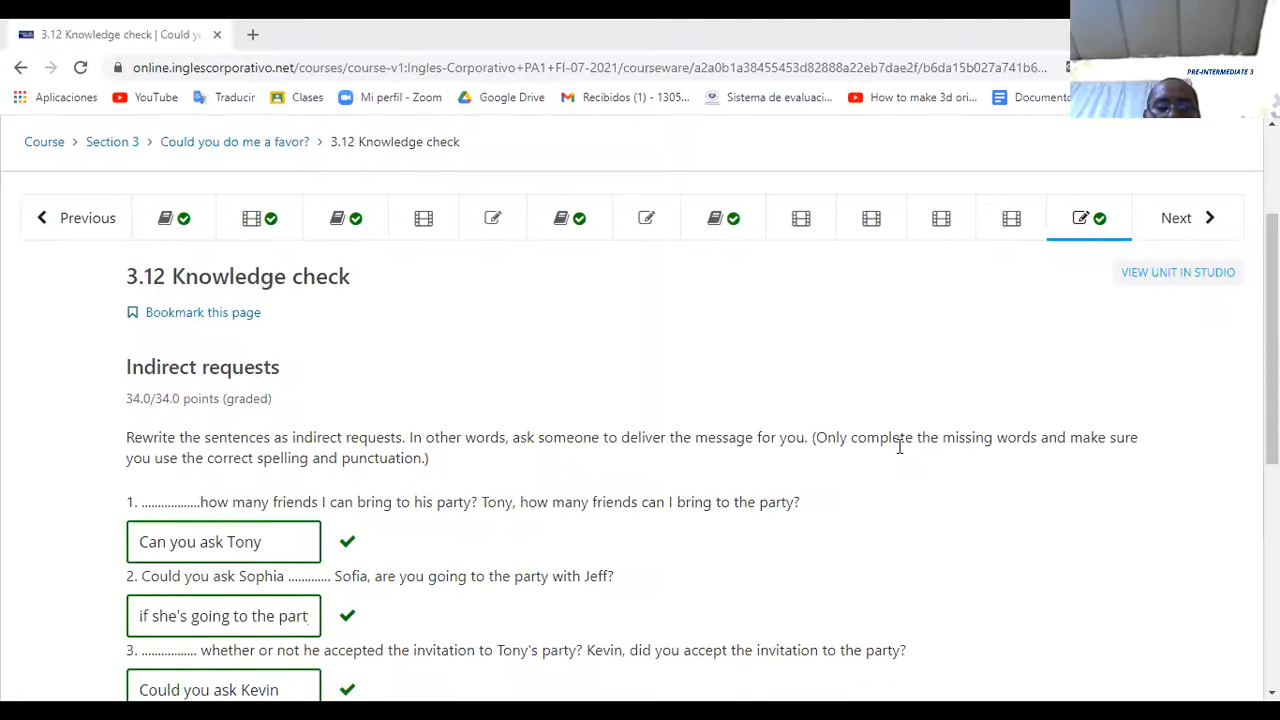 3.12 Knowledge check | Could yo
online.inglescorporativo.net/courses/course-v1:Ingles-Corporativo+PA1+FI-07-2021/courseware/a2a0b1a38455453d82888a22eb7dae2f/b6da15b027a741b6...
PRE-INTERMEDIATE 3
Aplicaciones YouTube Traducir Clases Mi perfil - Zoom Google Drive Recibidos (1) - 1305... Sistema de evaluaci... How to make 3d ori... Documento
Course > Section 3 > Could you do me a favor? > 3.12 Knowledge check
Previous Next
3.12 Knowledge check
VIEW UNIT IN STUDIO
Bookmark this page
Indirect requests
34.0/34.0 points (graded)
Rewrite the sentences as indirect requests. In other words, ask someone to deliver the message for you. (Only complete the missing words and make sure
you use the correct spelling and punctuation.)
1. .................how many friends I can bring to his party? Tony, how many friends can I bring to the party?
Can you ask Tony
2. Could you ask Sophia ............. Sofia, are you going to the party with Jeff?
if she's going to the part
3. ................. whether or not he accepted the invitation to Tony's party? Kevin, did you accept the invitation to the party?
Could you ask Kevin